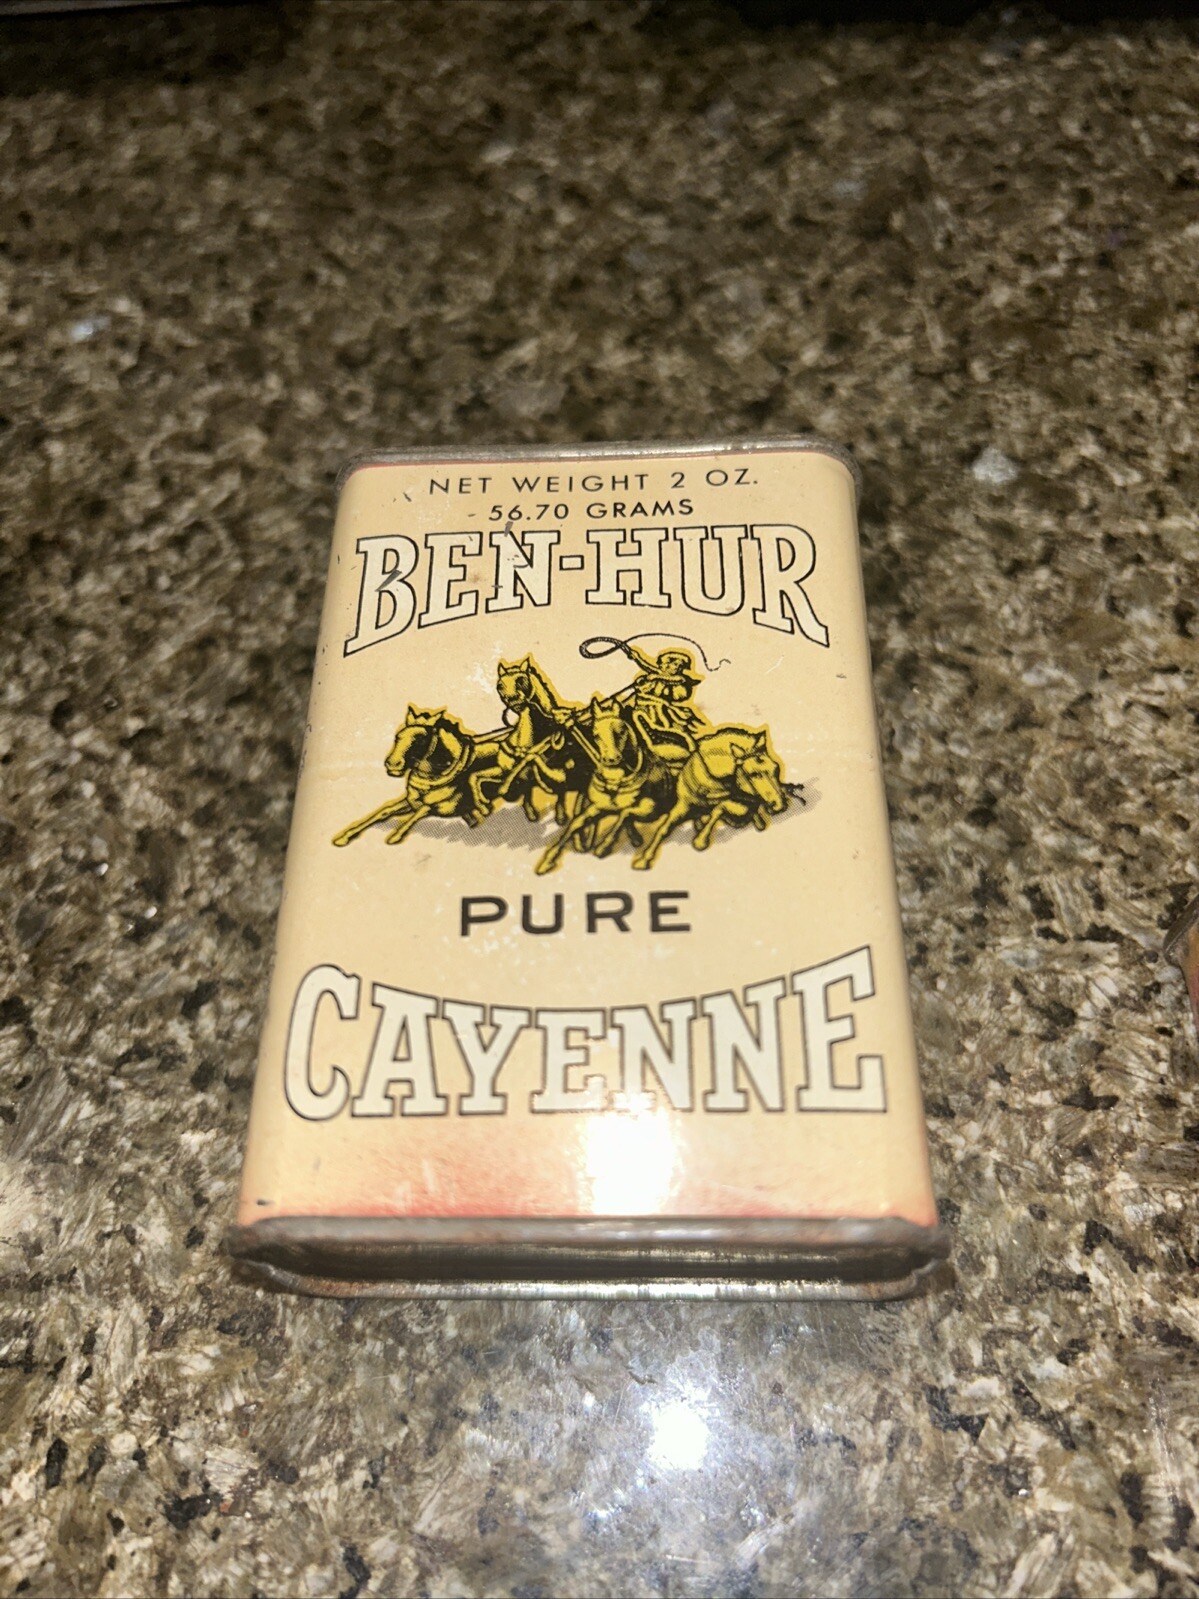 NET WEIGHT 2 OZ.
56.70 GRAMS
BEN-HUR
PURE
CAYENNE